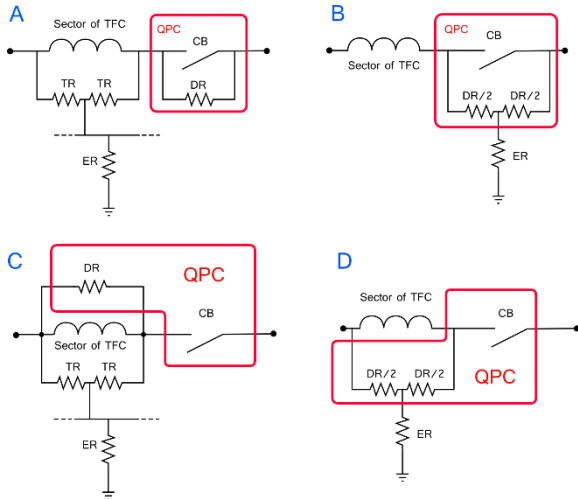 A
Sector of TFC
QPC
CB
TR TR
DR
ER
B
QPC
CB
Sector of TFC
DR/2 DR/2
ER
C
DR
QPC
CB
Sector of TFC
TR TR
ER
D
Sector of TFC
CB
DR/2 DR/2
QPC
ER